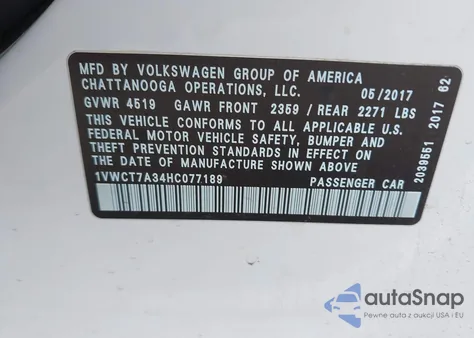 MFD BY VOLKSWAGEN GROUP OF AMERICA
CHATTANOOGA OPERATIONS, LLC. 05/2017
GVWR 4519 GAWR FRONT 2359 / REAR 2271 LBS
THIS VEHICLE CONFORMS TO ALL APPLICABLE U.S.
FEDERAL MOTOR VEHICLE SAFETY, BUMPER AND
THEFT PREVENTION STANDARDS IN EFFECT ON
THE DATE OF MANUFACTURE SHOWN ABOVE
1VWCT7A34HC077189 PASSENGER CAR
2039551 2017 62
autoSnap
Pewne auta z aukcji USA i EU